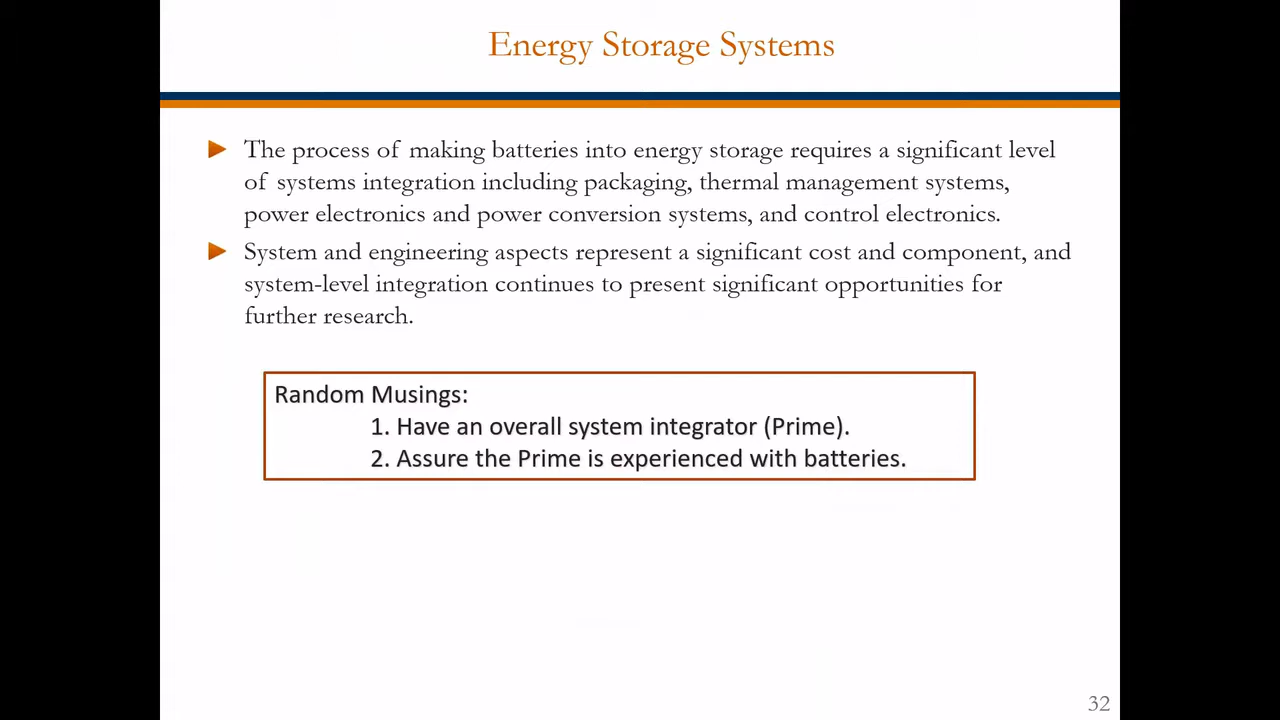 Energy Storage Systems
The process of making batteries into energy storage requires a significant level
of systems integration including packaging, thermal management systems,
power electronics and power conversion systems, and control electronics.
System and engineering aspects represent a significant cost and component, and
system-level integration continues to present significant opportunities for
further research.
Random Musings:
1. Have an overall system integrator (Prime).
2. Assure the Prime is experienced with batteries.
32